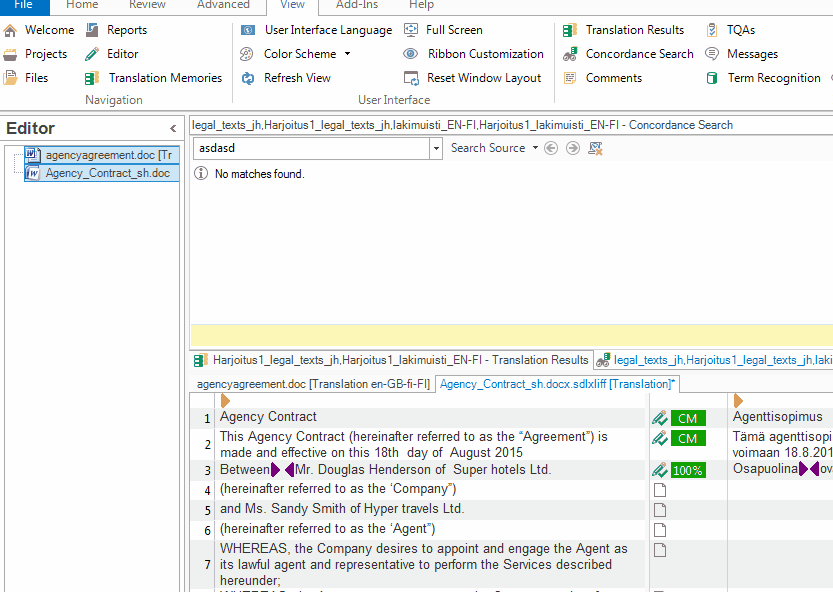 File Home Review Advanced View Add-Ins Help
Welcome Reports User Interface Language Full Screen Translation Results TQAs
Projects Editor Color Scheme Ribbon Customization Concordance Search Messages
Files Translation Memories Refresh View Reset Window Layout Comments Term Recognition
Navigation User Interface
Editor
legal_texts_jh,Harjoitus1_legal_texts_jh,lakimuisti_EN-FI,Harjoitus1_lakimuisti_EN-FI - Concordance Search
asdasd Search Source
agencyagreement.doc [Tr
Agency_Contract_sh.doc
No matches found.
Harjoitus1_legal_texts_jh,Harjoitus1_lakimuisti_EN-FI - Translation Results legal_texts_jh,Harjoitus1_legal_texts_jh,laki
agencyagreement.doc [Translation en-GB-fi-FI] Agency_Contract_sh.docx.sdlxliff [Translation]*
1 Agency Contract CM Agenttisopimus
2 This Agency Contract (hereinafter referred to as the “Agreement”) is CM Tämä agenttisopi
made and effective on this 18th day of August 2015 voimaan 18.8.201
3 Between Mr. Douglas Henderson of Super hotels Ltd. 100% Osapuolina ova
4 (hereinafter referred to as the ‘Company”)
5 and Ms. Sandy Smith of Hyper travels Ltd.
6 (hereinafter referred to as the ‘Agent”)
7 WHEREAS, the Company desires to appoint and engage the Agent as
its lawful agent and representative to perform the Services described
hereunder;